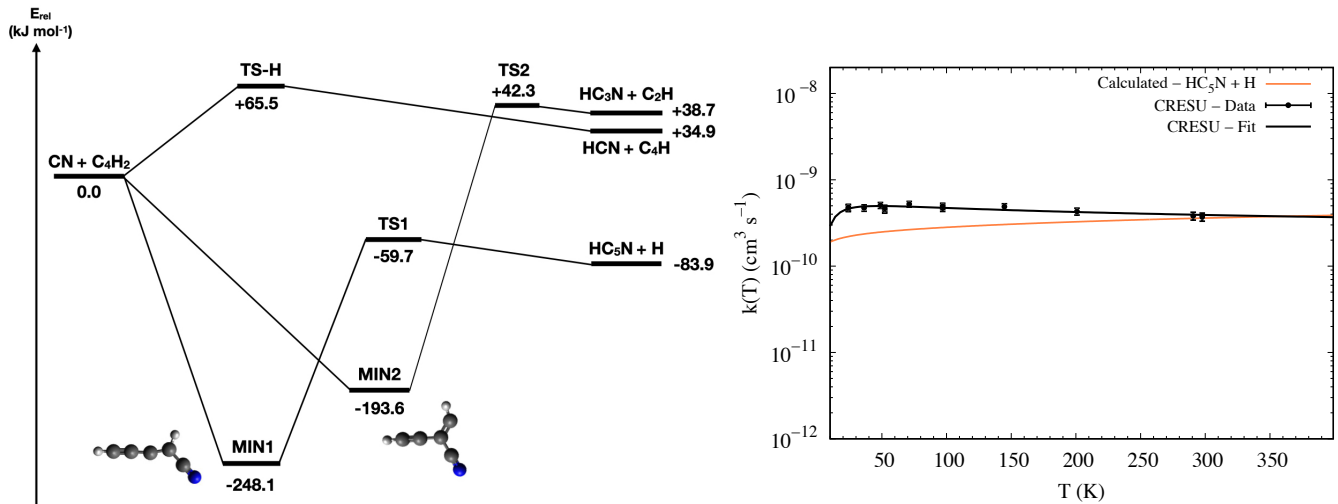 E_rel
(kJ mol⁻¹)
TS-H
+65.5
TS2
+42.3
HC₃N + C₂H
+38.7
+34.9
HCN + C₄H
CN + C₄H₂
0.0
TS1
-59.7
HC₅N + H
-83.9
MIN2
-193.6
MIN1
-248.1
Calculated – HC₅N + H
CRESU – Data
CRESU – Fit
k(T) (cm³ s⁻¹)
10⁻⁸
10⁻⁹
10⁻¹⁰
10⁻¹¹
10⁻¹²
50 100 150 200 250 300 350
T (K)